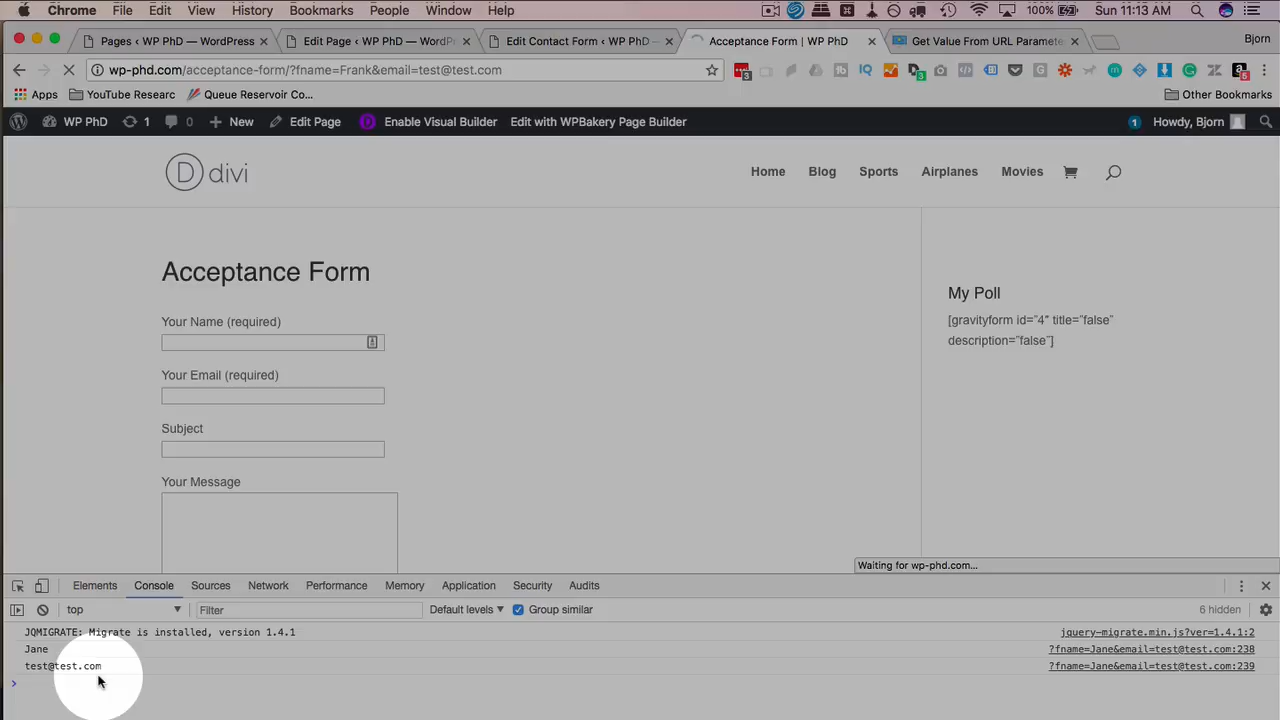 Chrome File Edit View History Bookmarks People Window Help 100% Sun 11:13 AM
Pages ‹ WP PhD — WordPress Edit Page ‹ WP PhD — WordPr Edit Contact Form ‹ WP PhD — Acceptance Form | WP PhD Get Value From URL Paramete Bjorn
wp-phd.com/acceptance-form/?fname=Frank&email=test@test.com
Apps YouTube Researc Queue Reservoir Co... Other Bookmarks
WP PhD 1 0 New Edit Page Enable Visual Builder Edit with WPBakery Page Builder 1 Howdy, Bjorn
D divi Home Blog Sports Airplanes Movies
Acceptance Form
Your Name (required)
Your Email (required)
Subject
Your Message
My Poll
[gravityform id="4" title="false"
description="false"]
Waiting for wp-phd.com...
Elements Console Sources Network Performance Memory Application Security Audits
top Filter Default levels Group similar 6 hidden
JQMIGRATE: Migrate is installed, version 1.4.1 jquery-migrate.min.js?ver=1.4.1:2
Jane ?fname=Jane&email=test@test.com:238
test@test.com ?fname=Jane&email=test@test.com:239